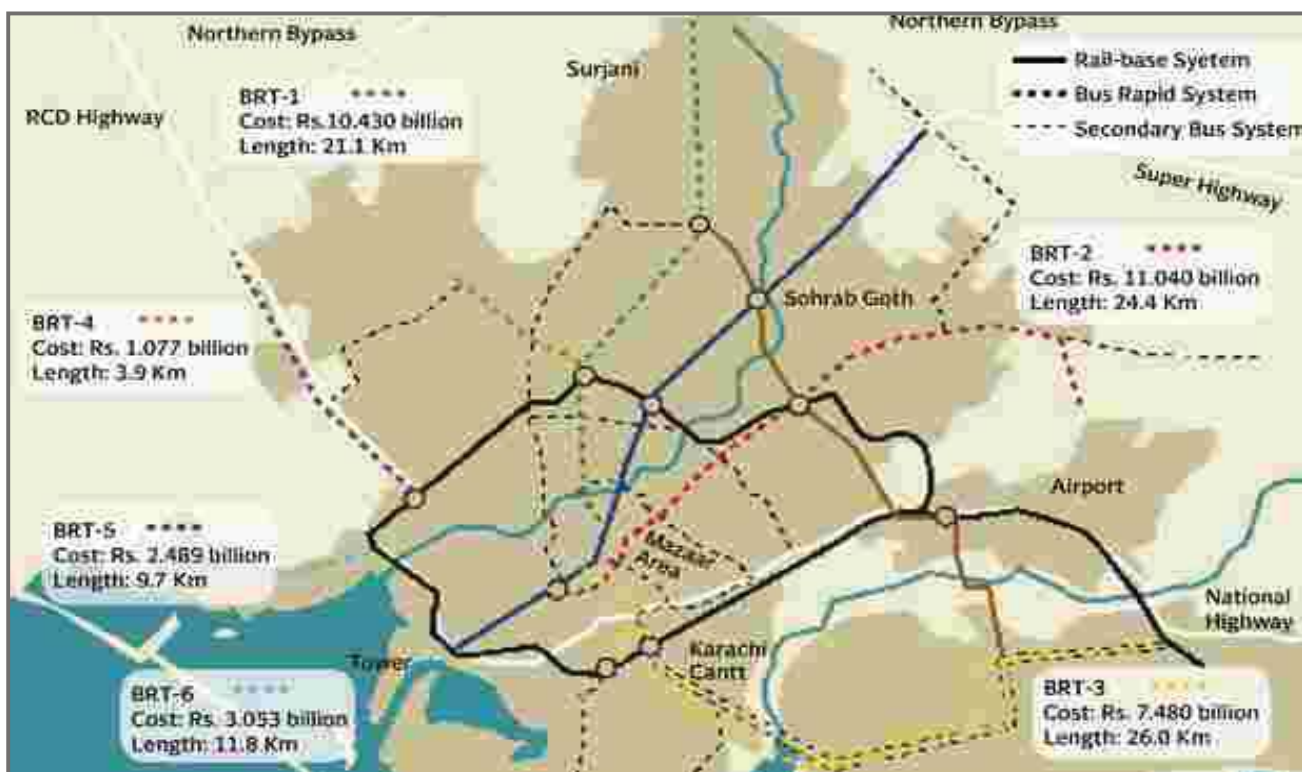 Northern Bypass
Northern Bypass
Surjani
Rail-base Syetem
Bus Rapid System
Secondary Bus System
RCD Highway
BRT-1
Cost: Rs.10.430 billion
Length: 21.1 Km
Super Highway
BRT-2
Cost: Rs. 11.040 billion
Length: 24.4 Km
Sohrab Goth
BRT-4
Cost: Rs. 1.077 billion
Length: 3.9 Km
Airport
BRT-5
Cost: Rs. 2.469 billion
Length: 9.7 Km
Mazaar
Area
National
Highway
Karachi
Cantt
Tower
BRT-6
Cost: Rs. 3.053 billion
Length: 11.8 Km
BRT-3
Cost: Rs. 7.480 billion
Length: 26.0 Km